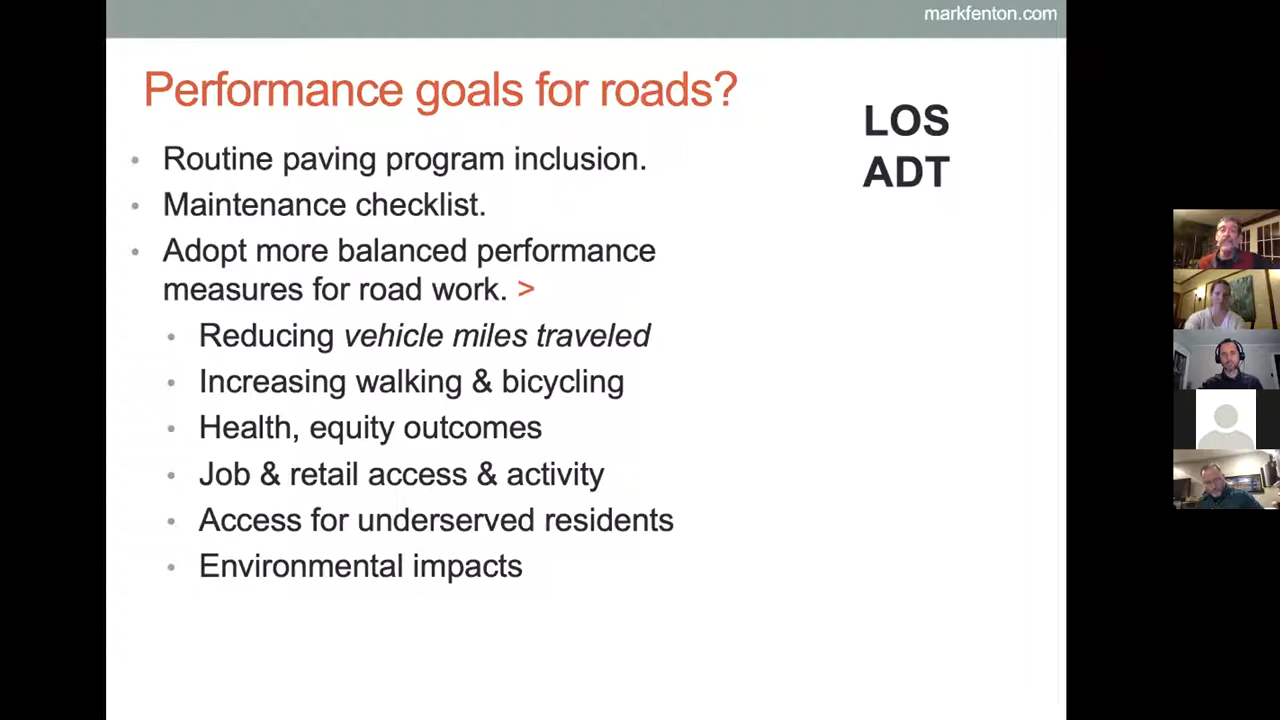 markfenton.com
Performance goals for roads?
LOS
ADT
• Routine paving program inclusion.
• Maintenance checklist.
• Adopt more balanced performance
measures for road work. >
• Reducing vehicle miles traveled
• Increasing walking & bicycling
• Health, equity outcomes
• Job & retail access & activity
• Access for underserved residents
• Environmental impacts